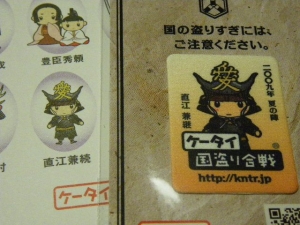 豊臣秀頼
直江兼続
ケータイ
国の盗りすぎには、
ご注意ください。
愛
二〇〇九年 夏の陣
直江兼継
ケータイ
国盗り合戦
http://kntr.jp